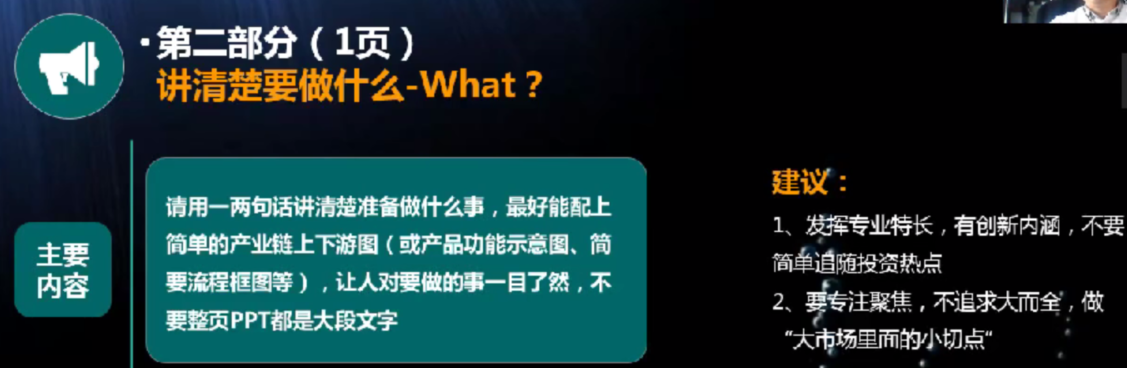 ·第二部分（1页）
讲清楚要做什么-What？
主要
内容
请用一两句话讲清楚准备做什么事，最好能配上
简单的产业链上下游图（或产品功能示意图、简
要流程框图等），让人对要做的事一目了然，不
要整页PPT都是大段文字
建议：
1、发挥专业特长，有创新内涵，不要
简单追随投资热点
2、要专注聚焦，不追求大而全，做
“大市场里面的小切点“